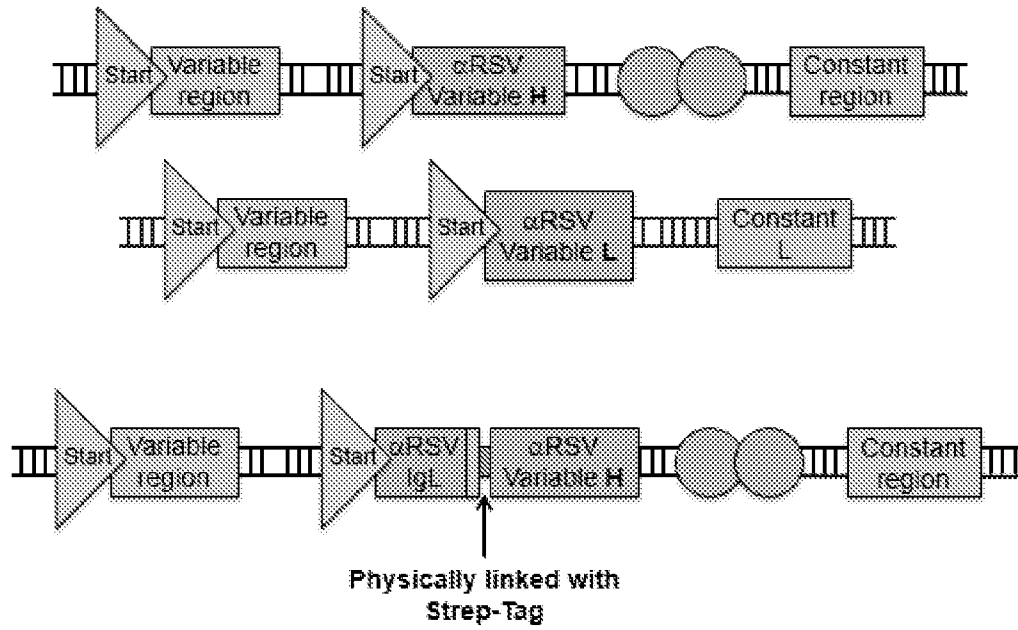 Start
Variable
region
Start
αRSV
Variable H
Constant
region
Start
Variable
region
Start
αRSV
Variable L
Constant
L
Start
Variable
region
Start
αRSV
IgL
αRSV
Variable H
Constant
region
Physically linked with
Strep-Tag